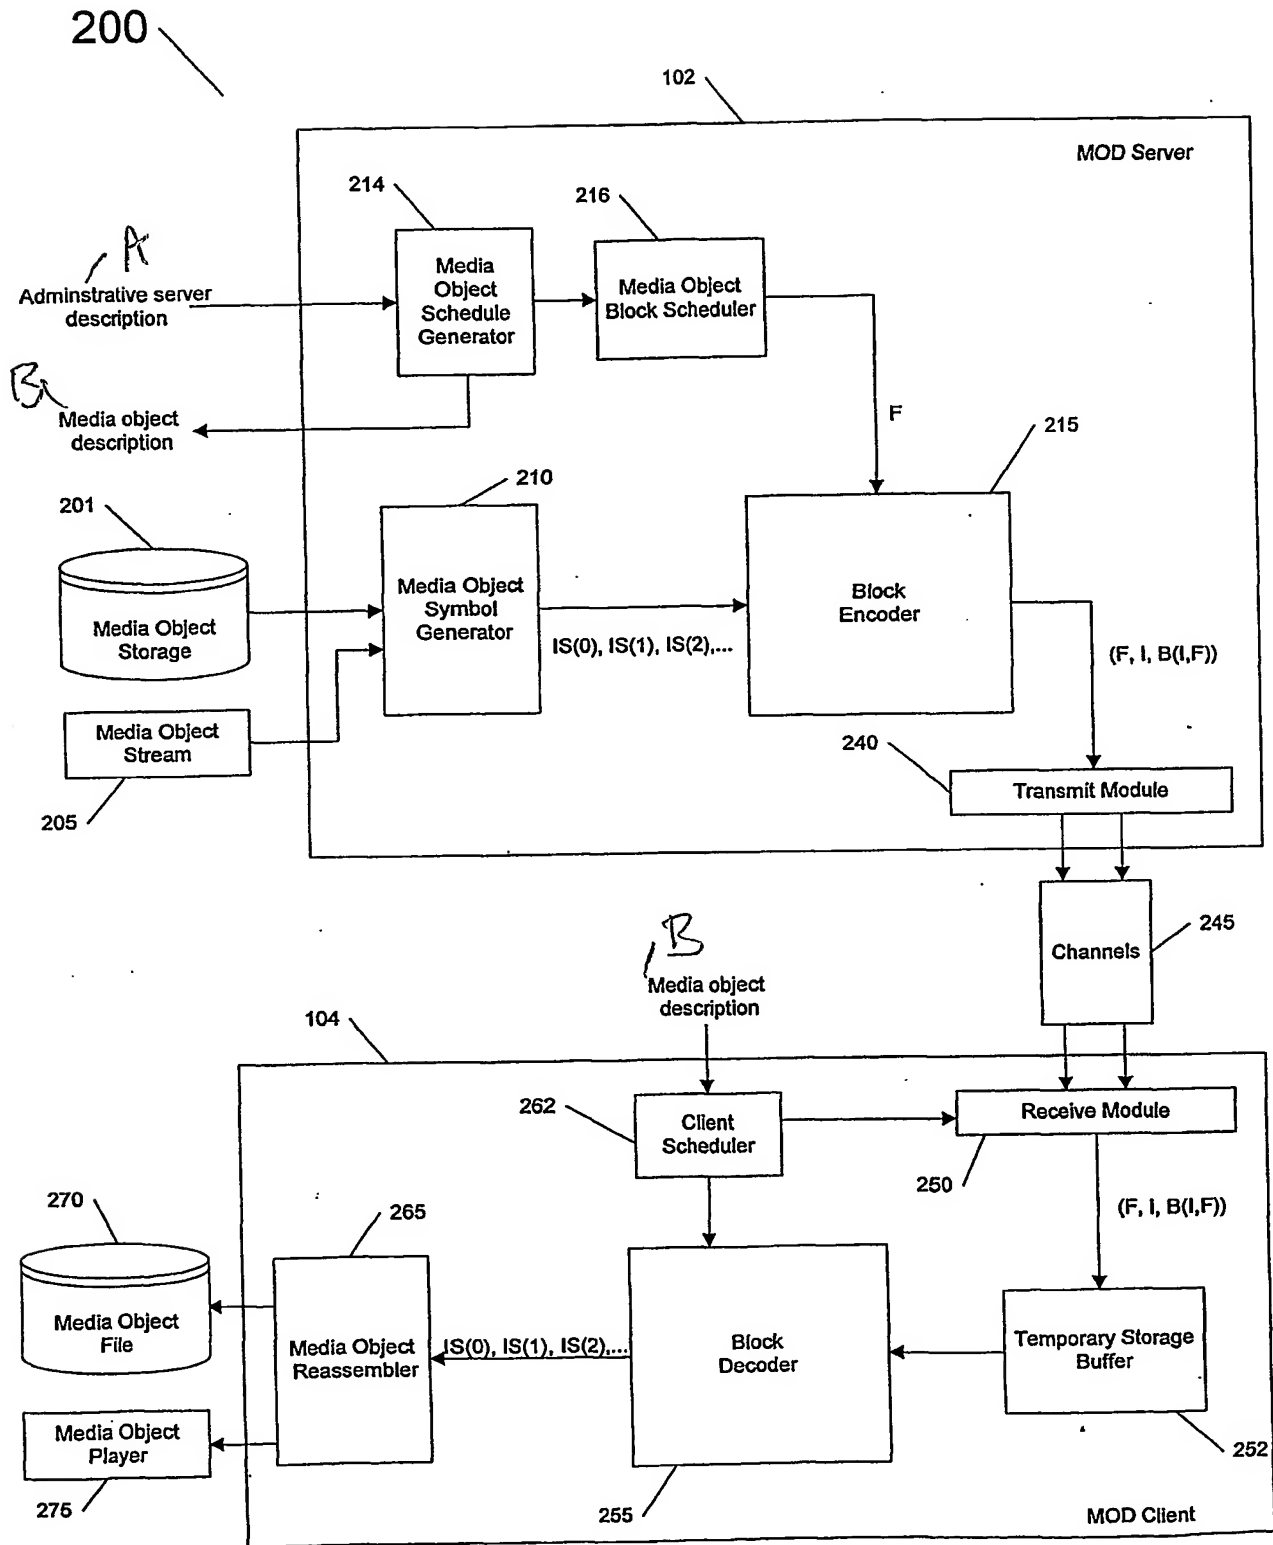 200
102
MOD Server
214
216
A
Adminstrative server
description
Media
Object
Schedule
Generator
Media Object
Block Scheduler
B
Media object
description
F
215
201
210
Media Object
Storage
Media Object
Symbol
Generator
IS(0), IS(1), IS(2),...
Block
Encoder
(F, I, B(I,F))
Media Object
Stream
205
240
Transmit Module
245
Channels
B
Media object
description
104
262
Client
Scheduler
Receive Module
250
(F, I, B(I,F))
270
265
Media Object
File
Media Object
Reassembler
IS(0), IS(1), IS(2),...
Block
Decoder
Temporary Storage
Buffer
Media Object
Player
275
255
252
MOD Client